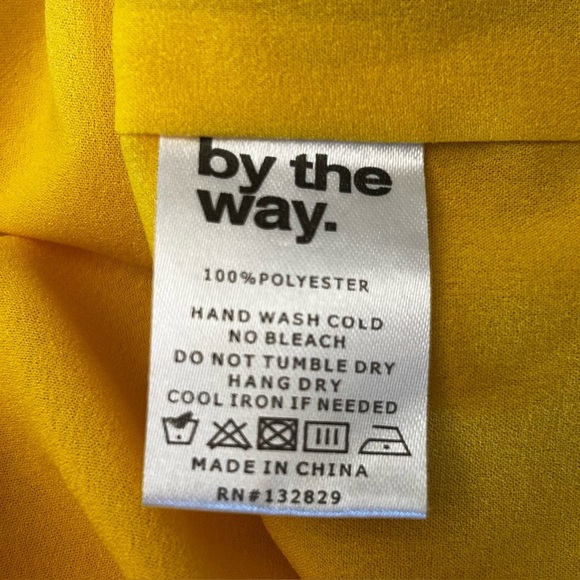 by the
way.
100%POLYESTER
HAND WASH COLD
NO BLEACH
DO NOT TUMBLE DRY
HANG DRY
COOL IRON IF NEEDED
MADE IN CHINA
RN#132829